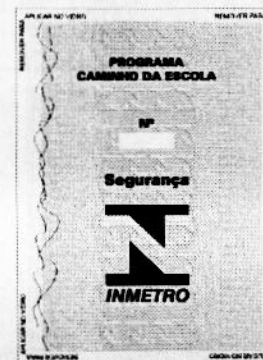 APLICAR NO VIDRO
REMOVER PARA
PROGRAMA
CAMINHO DA ESCOLA
Nº
Segurança
INMETRO